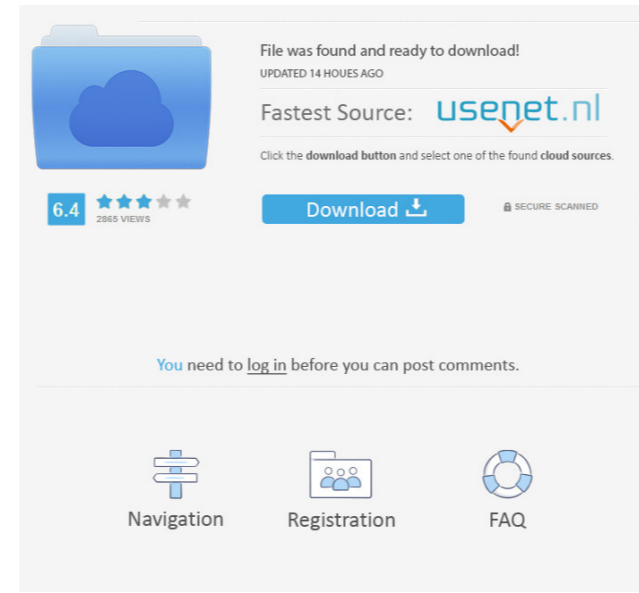 File was found and ready to download!
UPDATED 14 HOUES AGO
Fastest Source: usenet.nl
Click the download button and select one of the found cloud sources.
6.4
2865 VIEWS
Download
SECURE SCANNED
You need to log in before you can post comments.
Navigation Registration FAQ